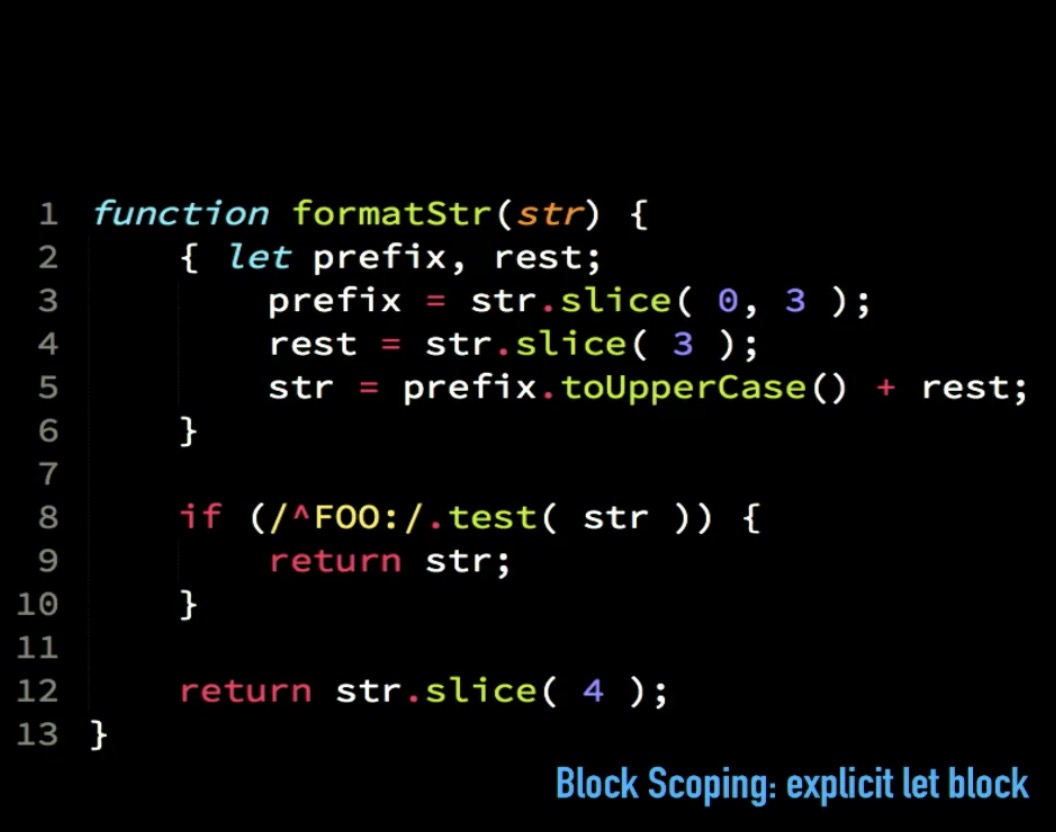 1 function formatStr(str) {
2 { let prefix, rest;
3 prefix = str.slice( 0, 3 );
4 rest = str.slice( 3 );
5 str = prefix.toUpperCase() + rest;
6 }
7
8 if (/^FOO:/.test( str )) {
9 return str;
10 }
11
12 return str.slice( 4 );
13 }
Block Scoping: explicit let block